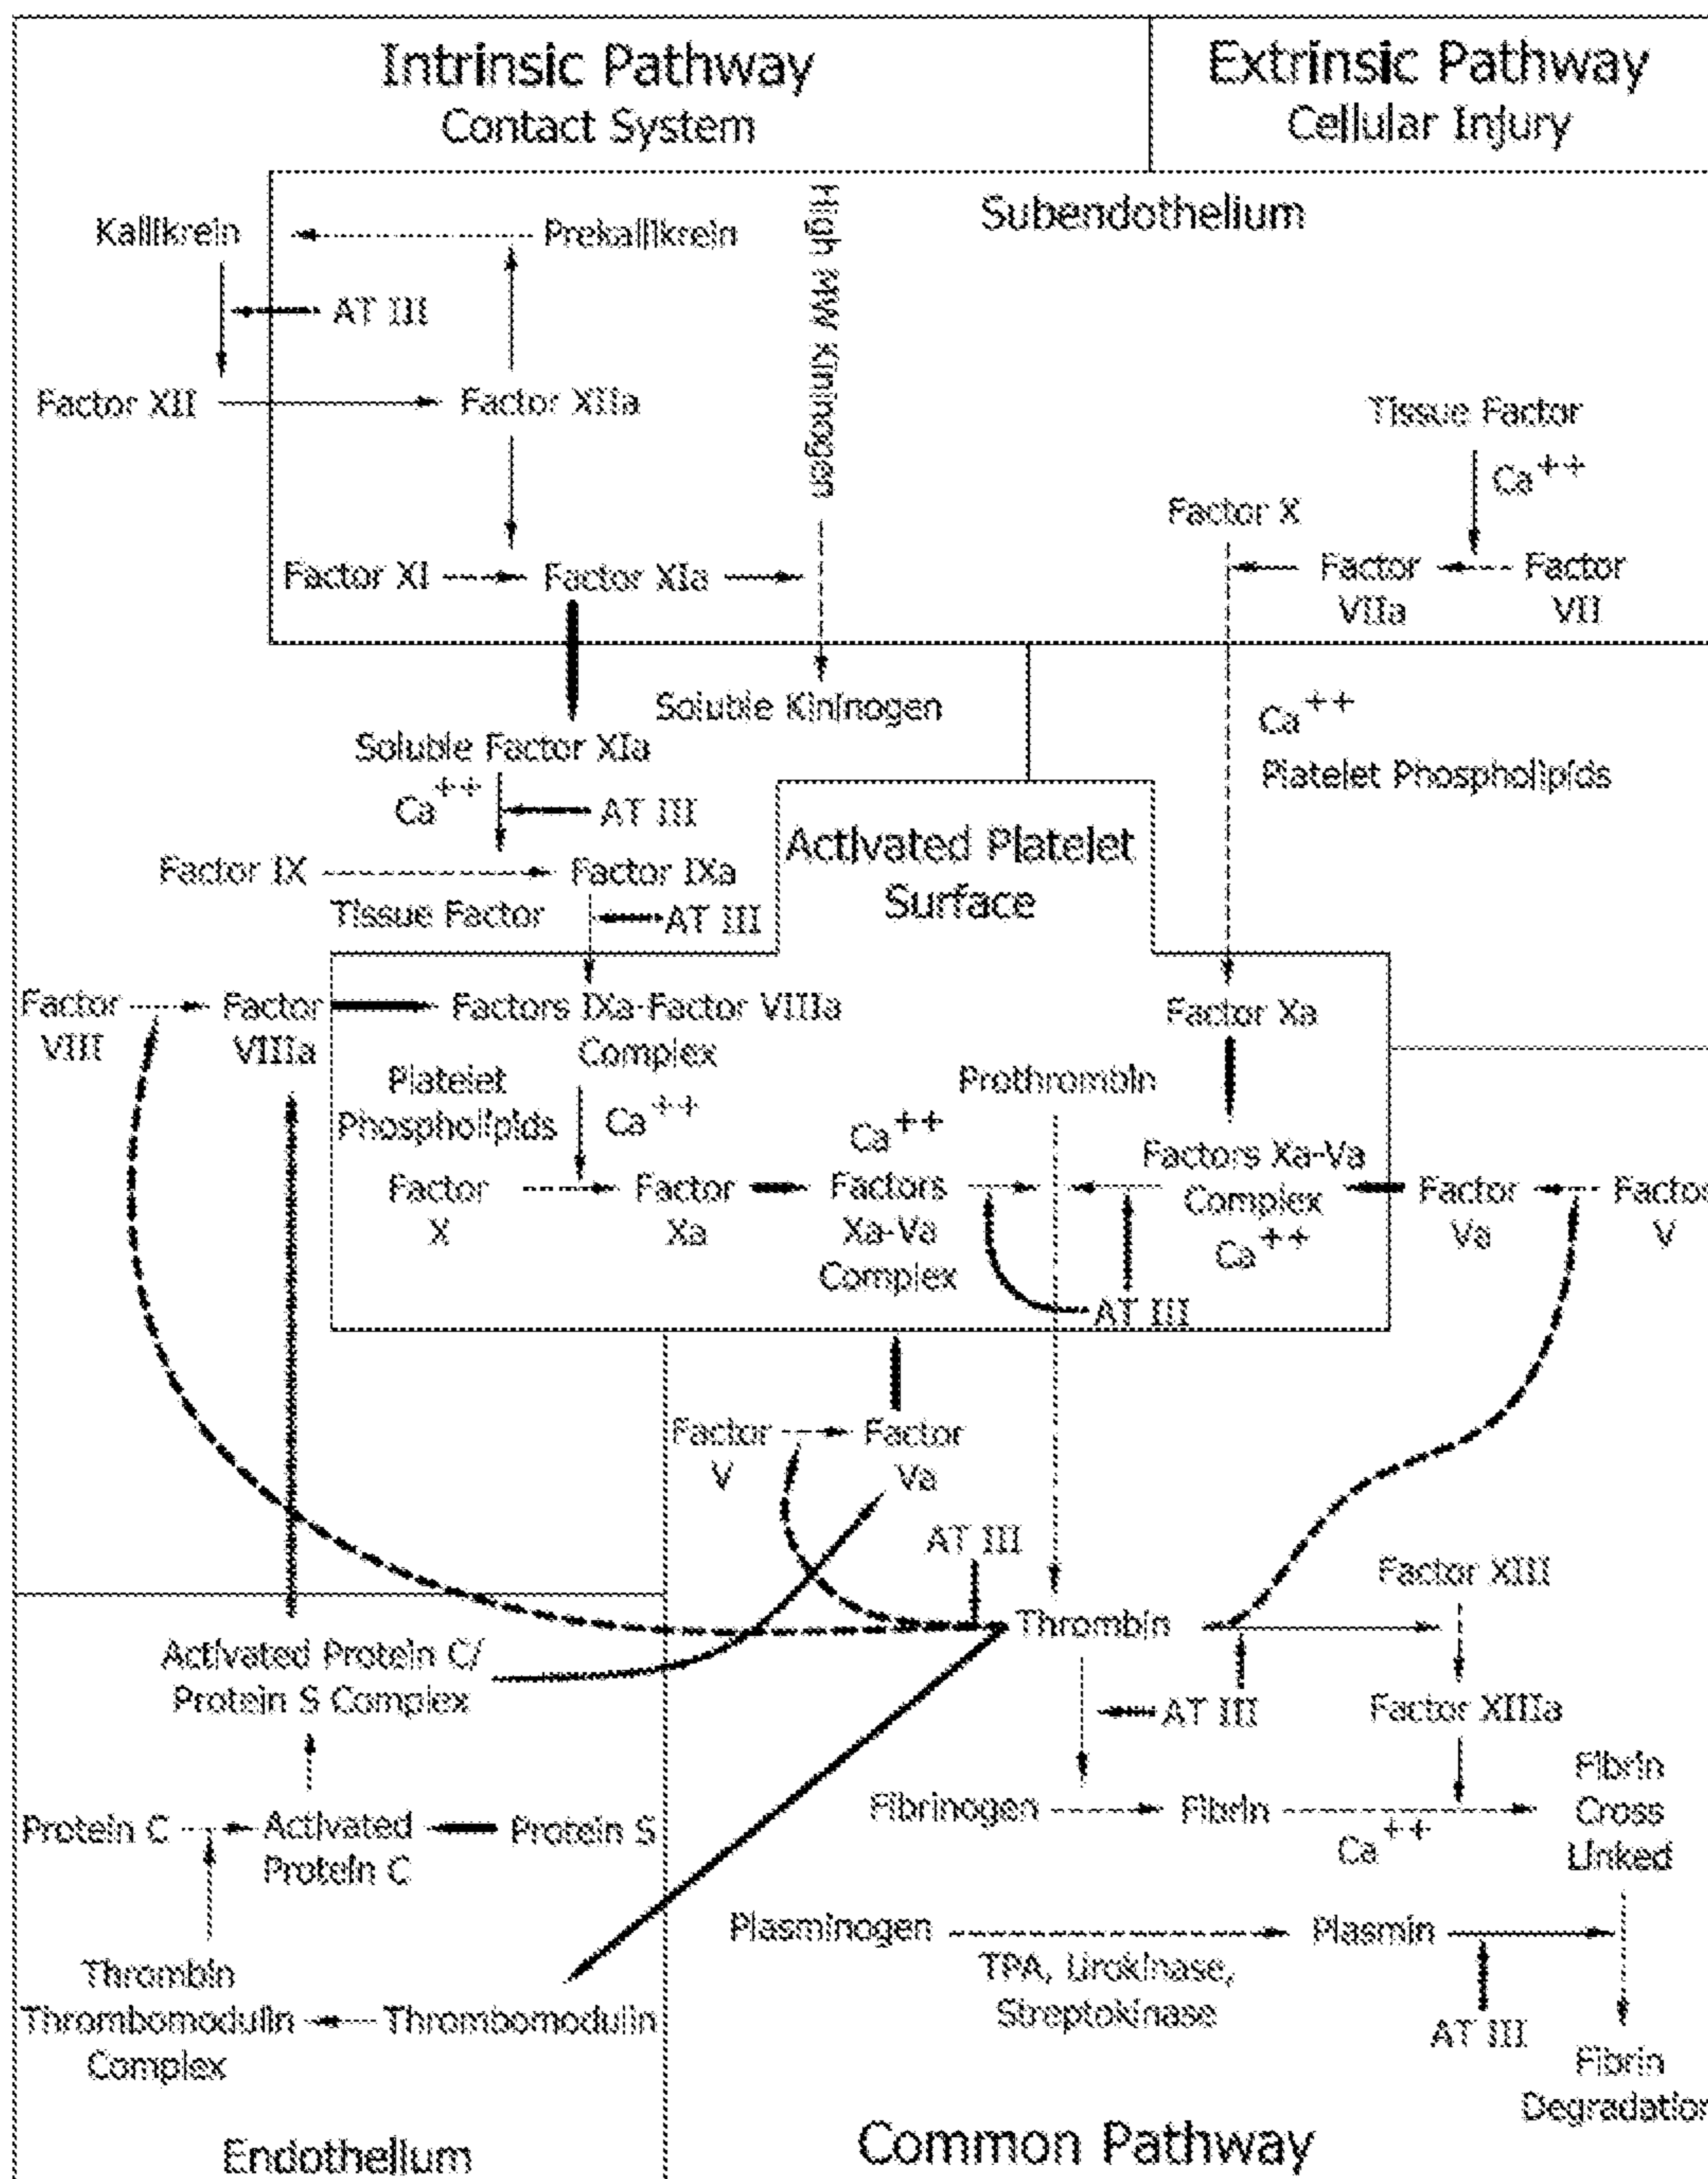 Intrinsic Pathway
Contact System
Extrinsic Pathway
Cellular Injury
Subendothelium
High MW Kininogen
Kallikrein
Prekallikrein
AT III
Factor XII
Factor XIIa
Tissue Factor
Ca++
Factor X
Factor XI
Factor XIa
Factor
VIIa
Factor
VII
Soluble Kininogen
Ca++
Platelet Phospholipids
Soluble Factor XIa
Ca++
AT III
Factor IX
Factor IXa
Tissue Factor
AT III
Activated Platelet
Surface
Factor
VIII
Factor
VIIIa
Factors IXa-Factor VIIIa
Complex
Factor Xa
Platelet
Phospholipids
Ca++
Prothrombin
Ca++
Factor
X
Factor
Xa
Factors
Xa-Va
Complex
Factors Xa-Va
Complex
Ca++
Factor
Va
Factor
V
AT III
Factor
V
Factor
Va
AT III
Thrombin
Factor XIII
AT III
Factor XIIIa
Activated Protein C/
Protein S Complex
Fibrinogen
Fibrin
Ca++
Fibrin
Cross
Linked
Protein C
Activated
Protein C
Protein S
Plasminogen
Plasmin
TPA, Urokinase,
Streptokinase
AT III
Fibrin
Degradation
Thrombin
Thrombomodulin
Complex
Thrombomodulin
Endothelium
Common Pathway